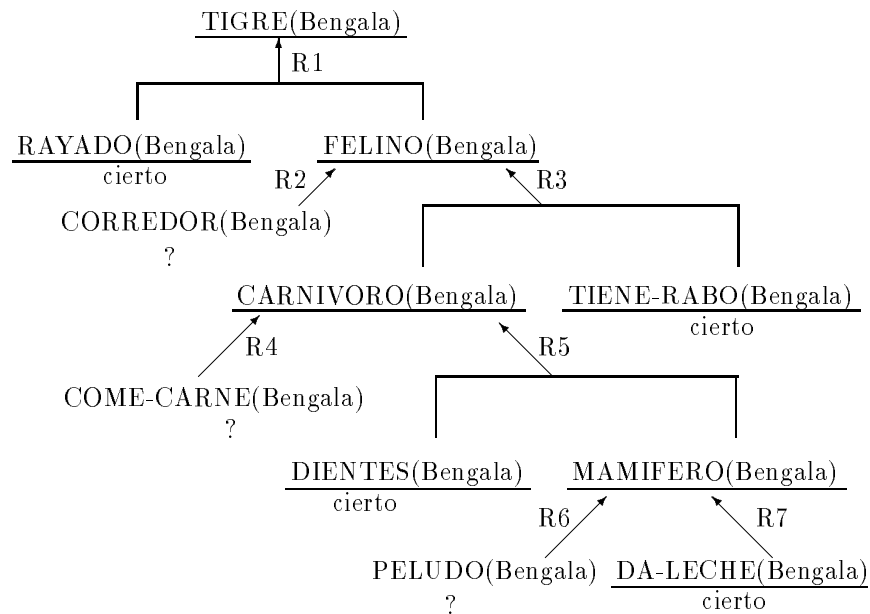 TIGRE(Bengala)
R1
RAYADO(Bengala) FELINO(Bengala)
cierto
R2 R3
CORREDOR(Bengala)
?
CARNIVORO(Bengala) TIENE-RABO(Bengala)
cierto
R4 R5
COME-CARNE(Bengala)
?
DIENTES(Bengala) MAMIFERO(Bengala)
cierto
R6 R7
PELUDO(Bengala) DA-LECHE(Bengala)
? cierto